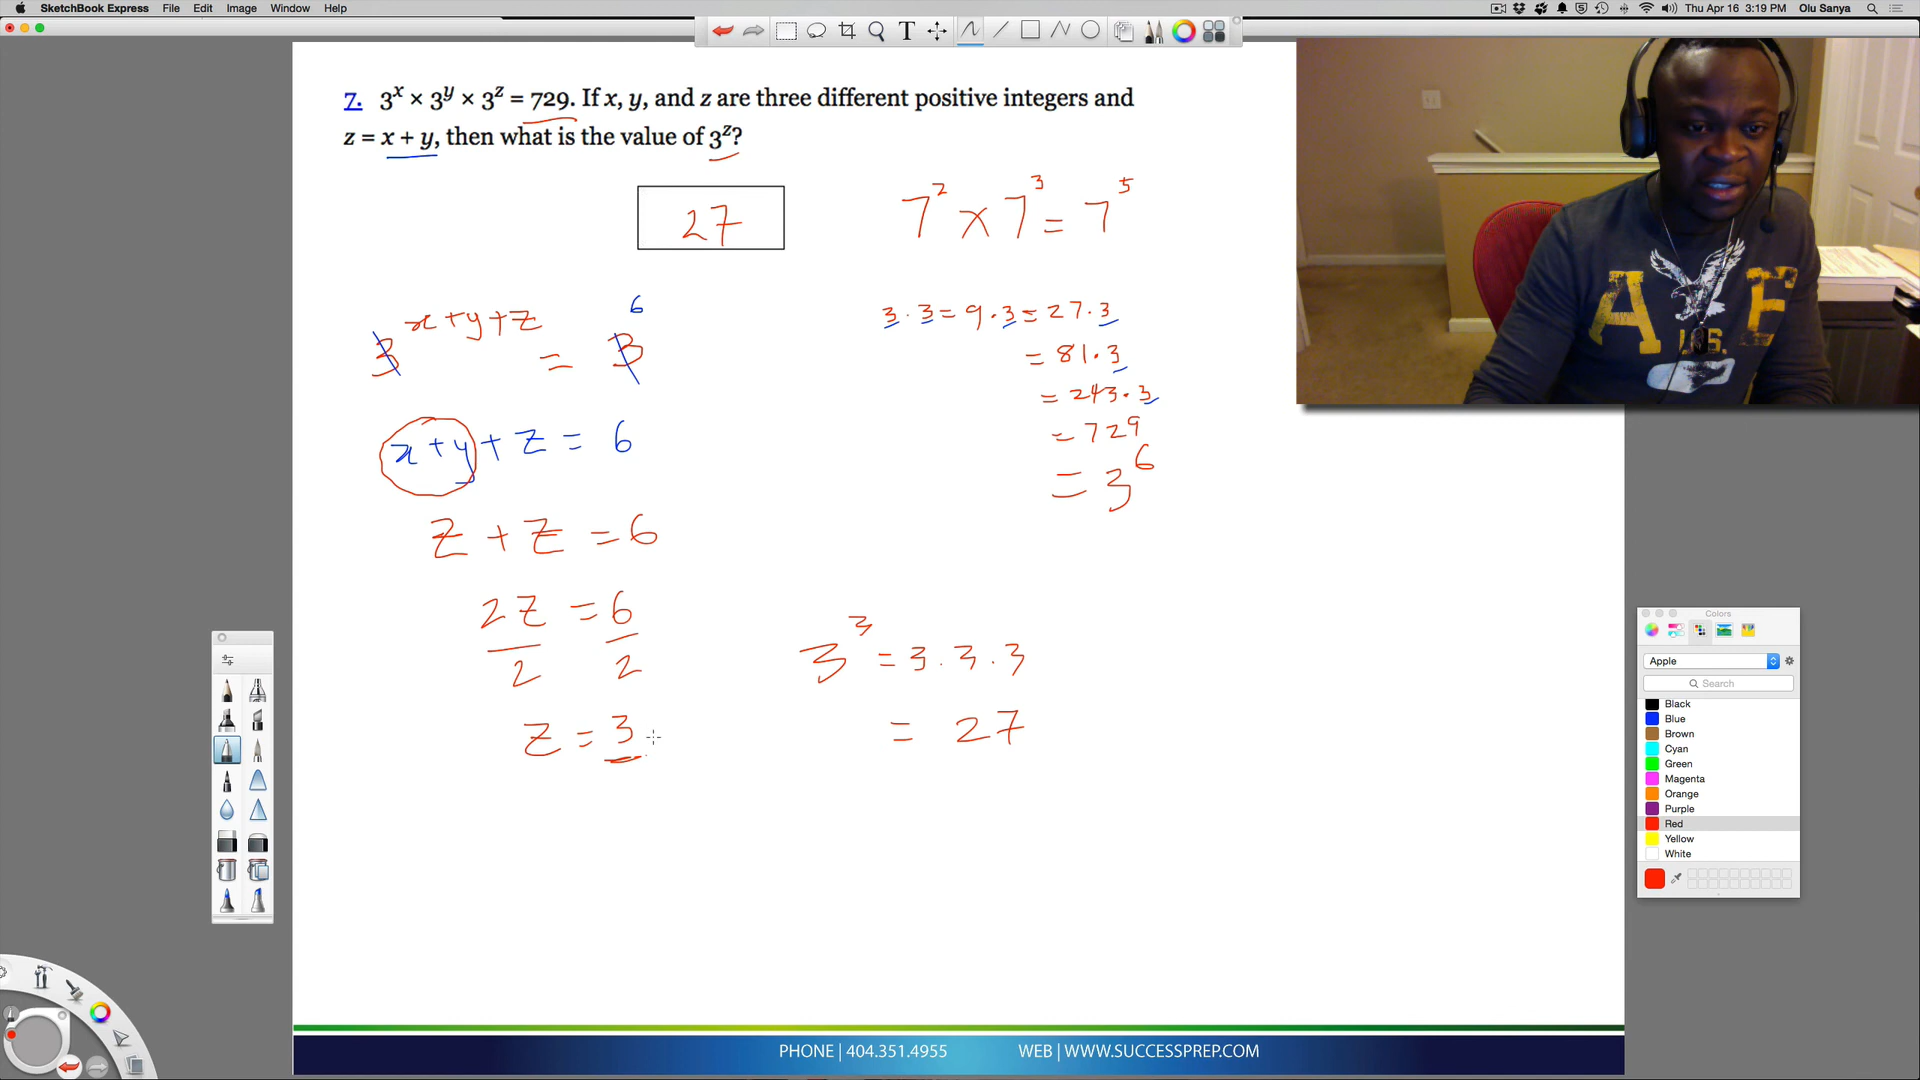 SketchBook Express File Edit Image Window Help
Thu Apr 16 3:19 PM Olu Sanya
7. 3^x × 3^y × 3^z = 729. If x, y, and z are three different positive integers and
z = x + y, then what is the value of 3^z?
27
7^2 × 7^3 = 7^5
3^x+y+z = 3^6
3 · 3 = 9 · 3 = 27 · 3
= 81 · 3
= 243 · 3
= 729
= 3^6
x + y + z = 6
z + z = 6
2z = 6
2 2
z = 3
3^3 = 3 . 3 . 3
= 27
Colors
Apple
Search
Black
Blue
Brown
Cyan
Green
Magenta
Orange
Purple
Red
Yellow
White
PHONE | 404.351.4955 WEB | WWW.SUCCESSPREP.COM